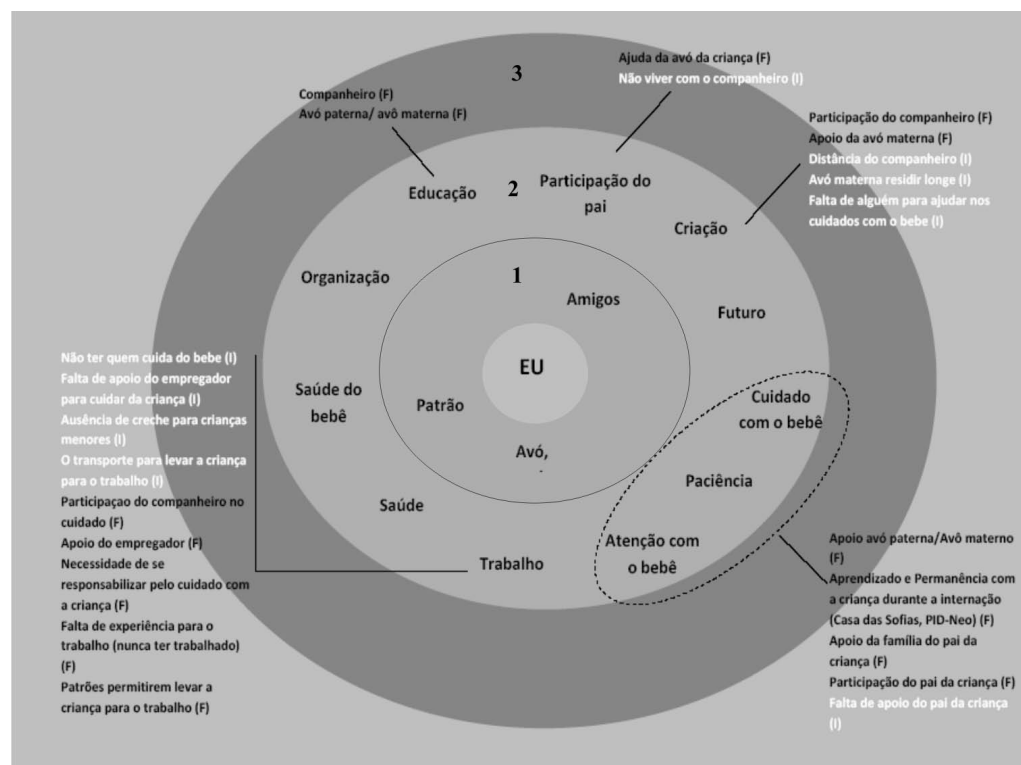 3
Ajuda da avó da criança (F)
Não viver com o companheiro (I)
Companheiro (F)
Avó paterna/ avô materna (F)
Participação do companheiro (F)
Apoio da avó materna (F)
Distância do companheiro (I)
Avó materna residir longe (I)
Falta de alguém para ajudar nos
cuidados com o bebe (I)
2
Educação
Participação do
pai
Criação
Organização
1
Amigos
Futuro
EU
Não ter quem cuida do bebe (I)
Falta de apoio do empregador
para cuidar da criança (I)
Ausência de creche para crianças
menores (I)
O transporte para levar a criança
para o trabalho (I)
Participaçao do companheiro no
cuidado (F)
Apoio do empregador (F)
Necessidade de se
responsabilizar pelo cuidado com
a criança (F)
Falta de experiência para o
trabalho (nunca ter trabalhado)
(F)
Patrões permitirem levar a
criança para o trabalho (F)
Saúde do
bebê
Patrão
Avó,
Cuidado
com o bebê
Paciência
Saúde
Trabalho
Atenção com
o bebê
Apoio avó paterna/Avô materno
(F)
Aprendizado e Permanência com
a criança durante a internação
(Casa das Sofias, PID-Neo) (F)
Apoio da família do pai da
criança (F)
Participação do pai da criança (F)
Falta de apoio do pai da criança
(I)